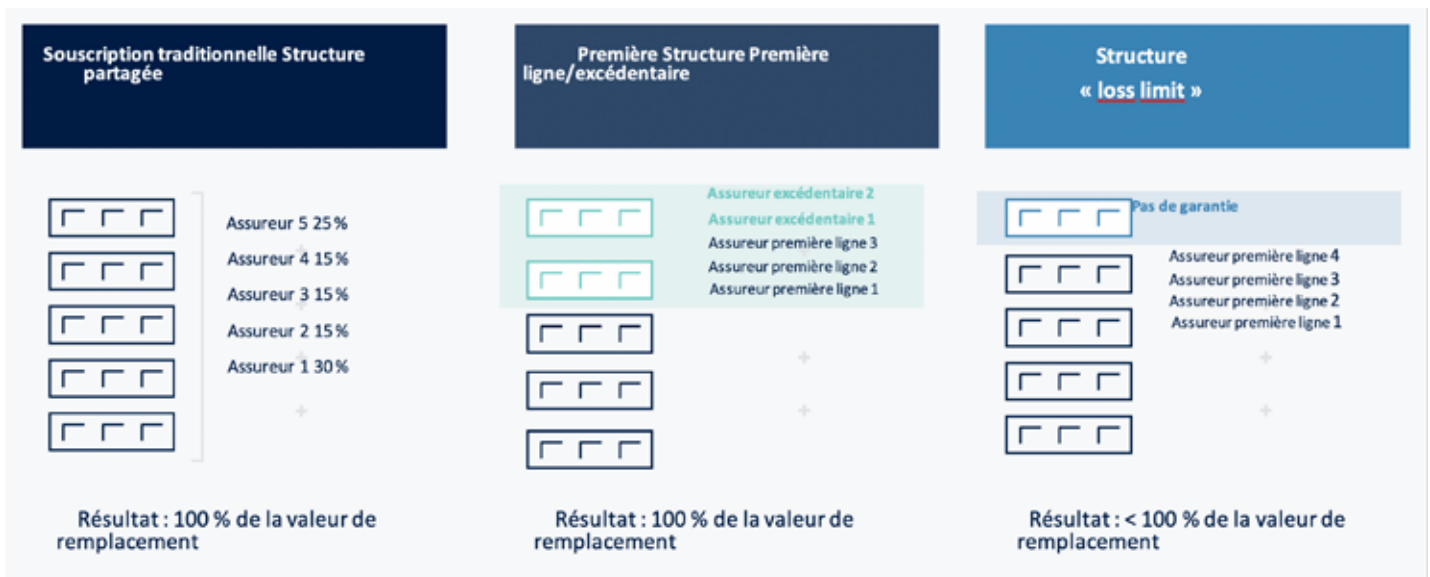 Souscription traditionnelle Structure
partagée
Assureur 5 25%
Assureur 4 15%
Assureur 3 15%
Assureur 2 15%
Assureur 1 30%
Résultat : 100 % de la valeur de
remplacement
Première Structure Première
ligne/excédentaire
Assureur excédentaire 2
Assureur excédentaire 1
Assureur première ligne 3
Assureur première ligne 2
Assureur première ligne 1
Résultat : 100 % de la valeur de
remplacement
Structure
« loss limit »
Pas de garantie
Assureur première ligne 4
Assureur première ligne 3
Assureur première ligne 2
Assureur première ligne 1
Résultat : < 100 % de la valeur de
remplacement